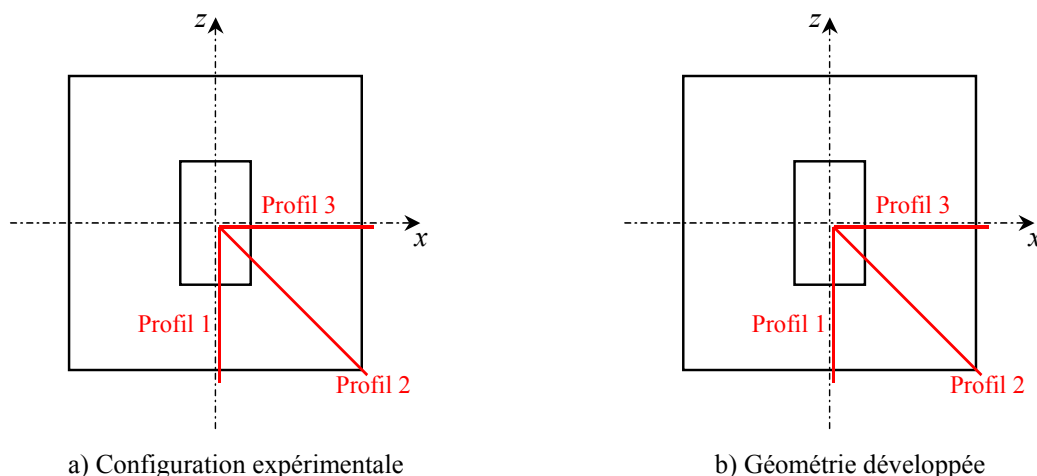 z
Profil 3
x
Profil 1
Profil 2
a) Configuration expérimentale
z
Profil 3
x
Profil 1
Profil 2
b) Géométrie développée